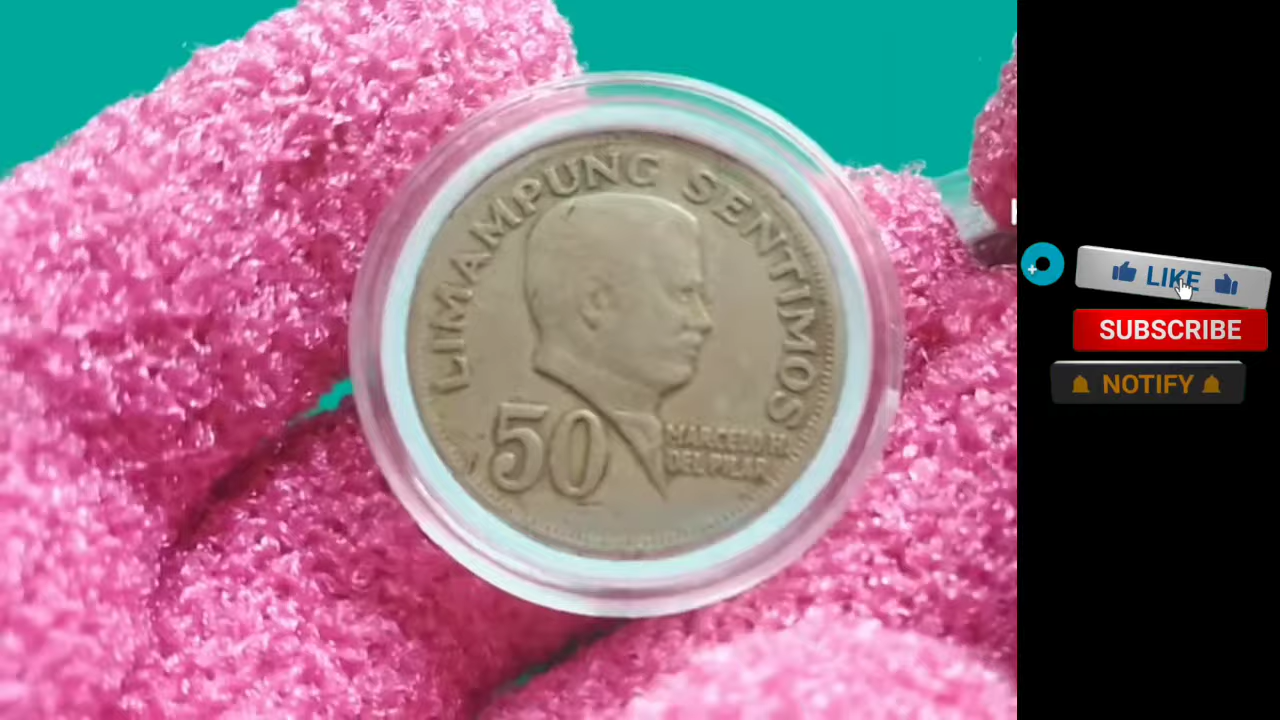 LIMAMPUNG SENTIMOS
50
MARCELO H.
DEL PILAR
LIKE
SUBSCRIBE
NOTIFY